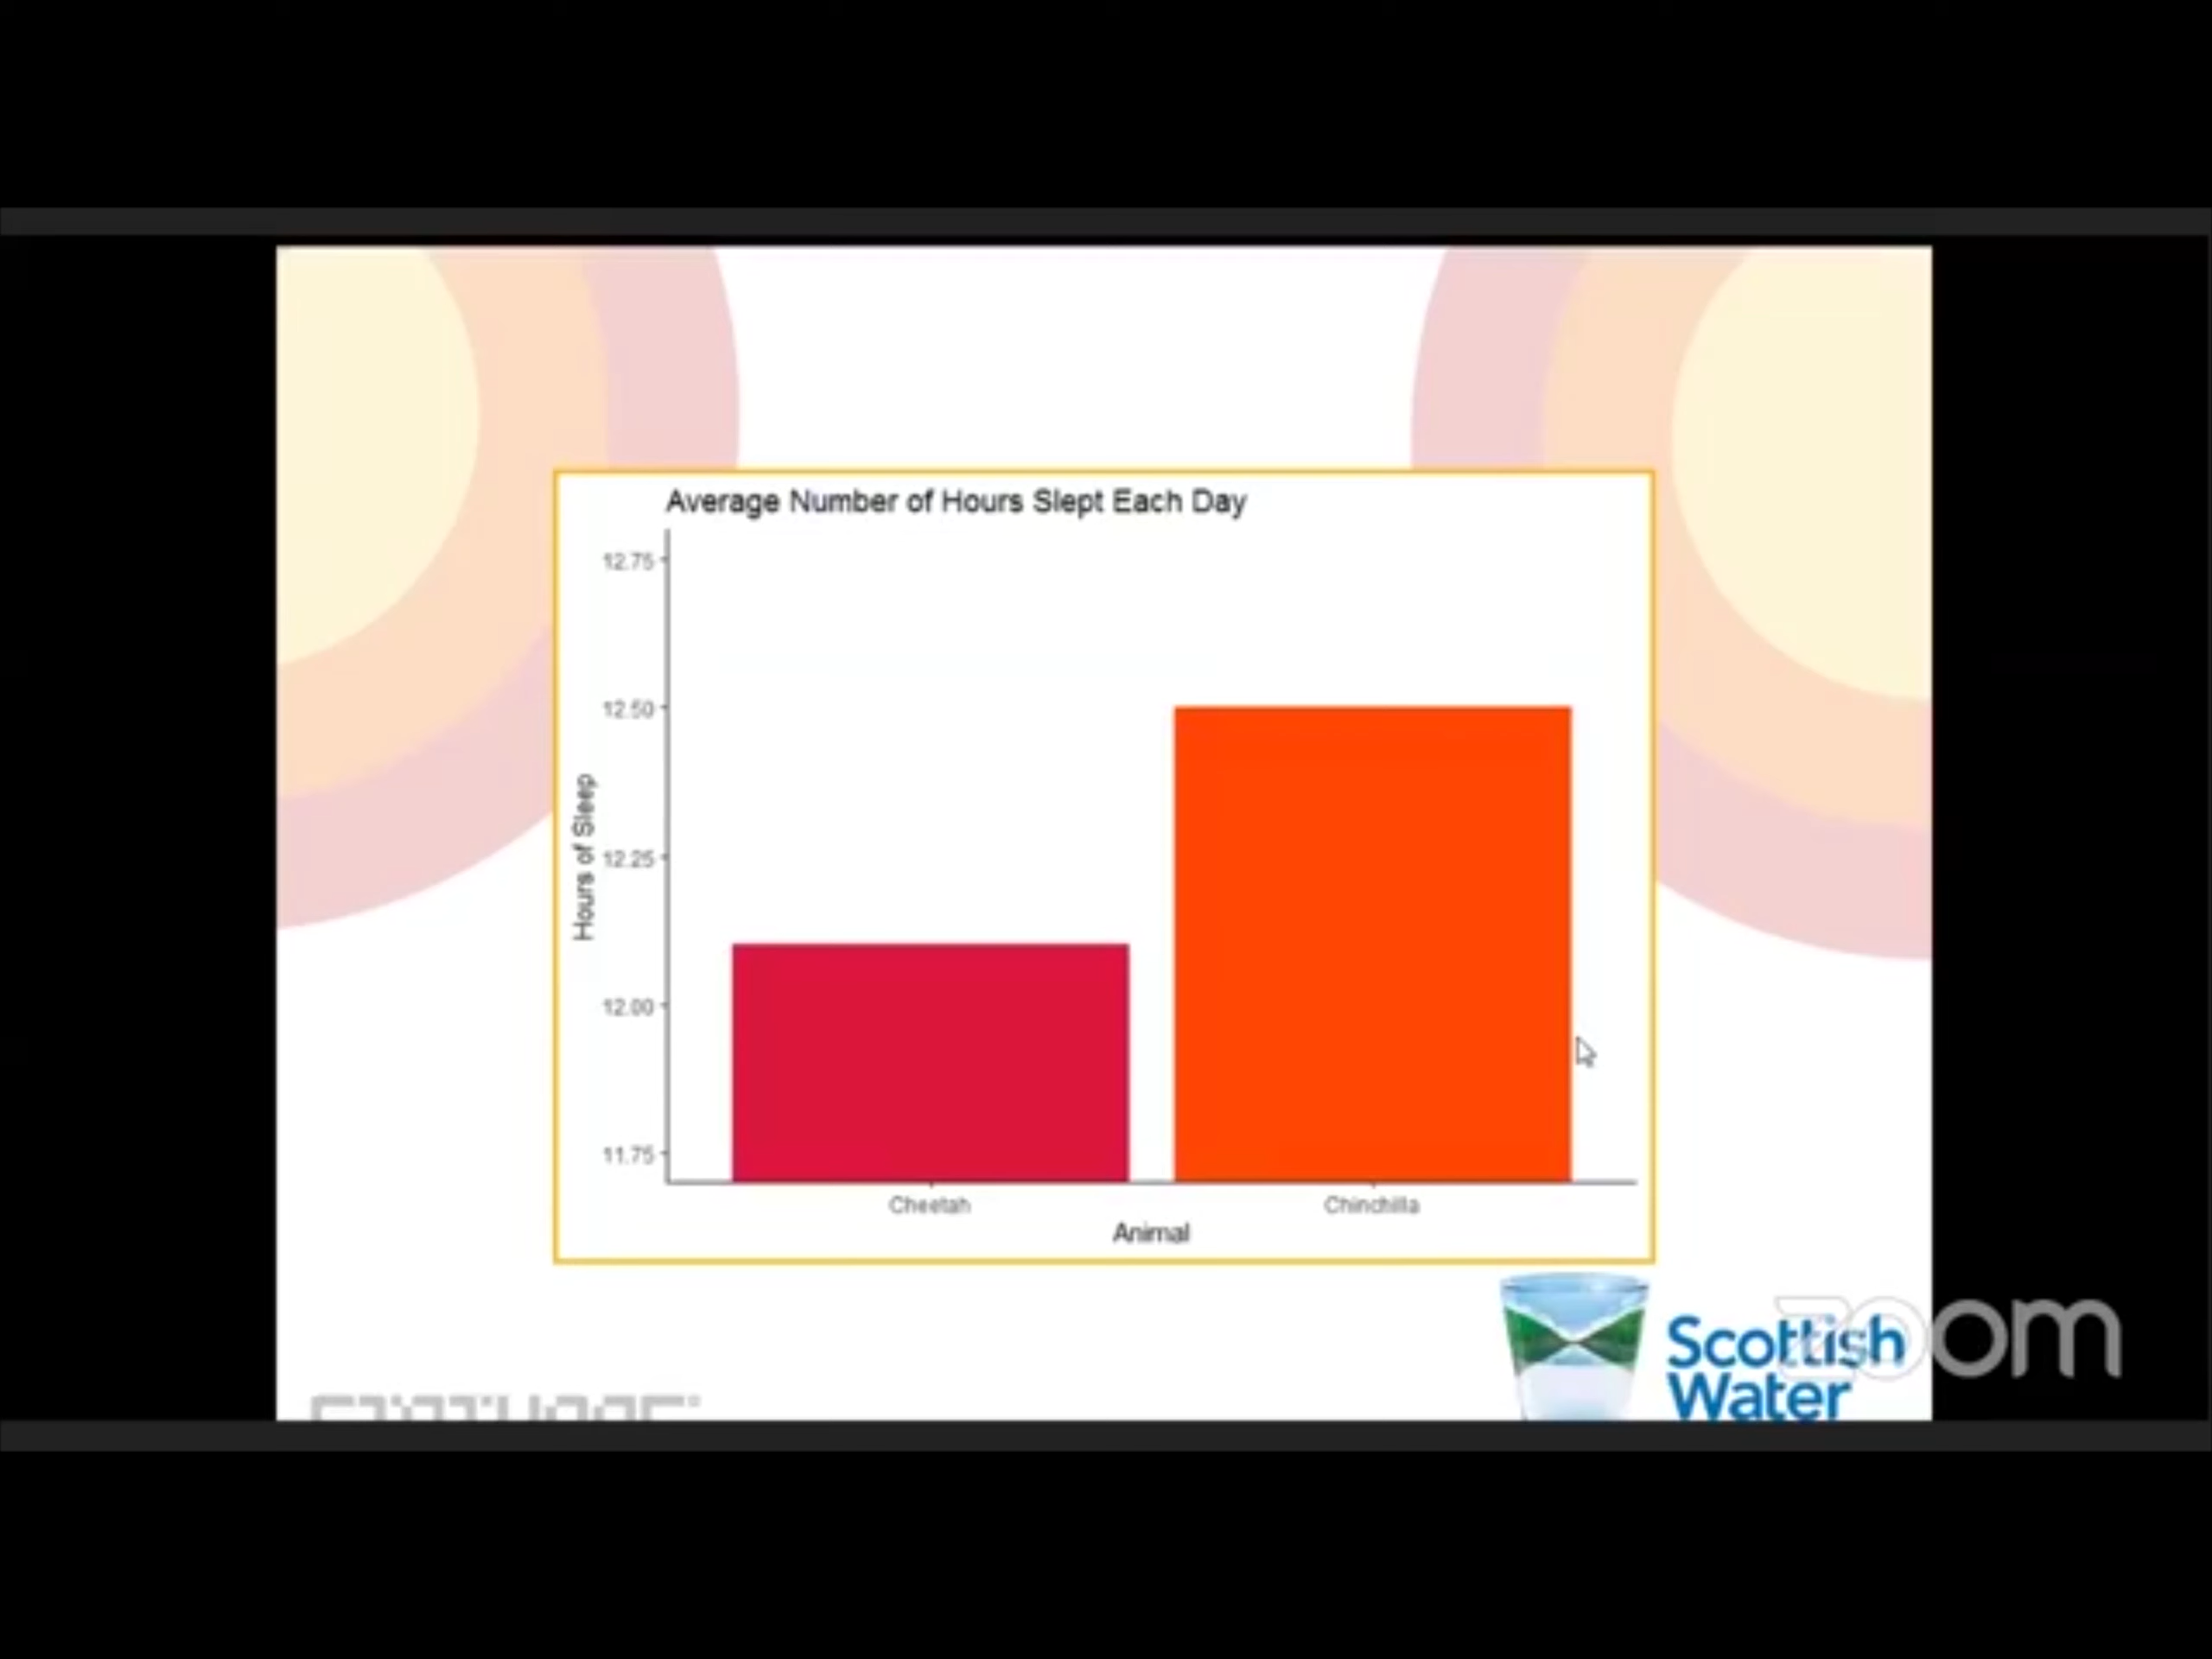 Average Number of Hours Slept Each Day
12.75
12.50
12.25
12.00
11.75
Hours of Sleep
Cheetah
Chinchilla
Animal
Scottish
Water
zoom